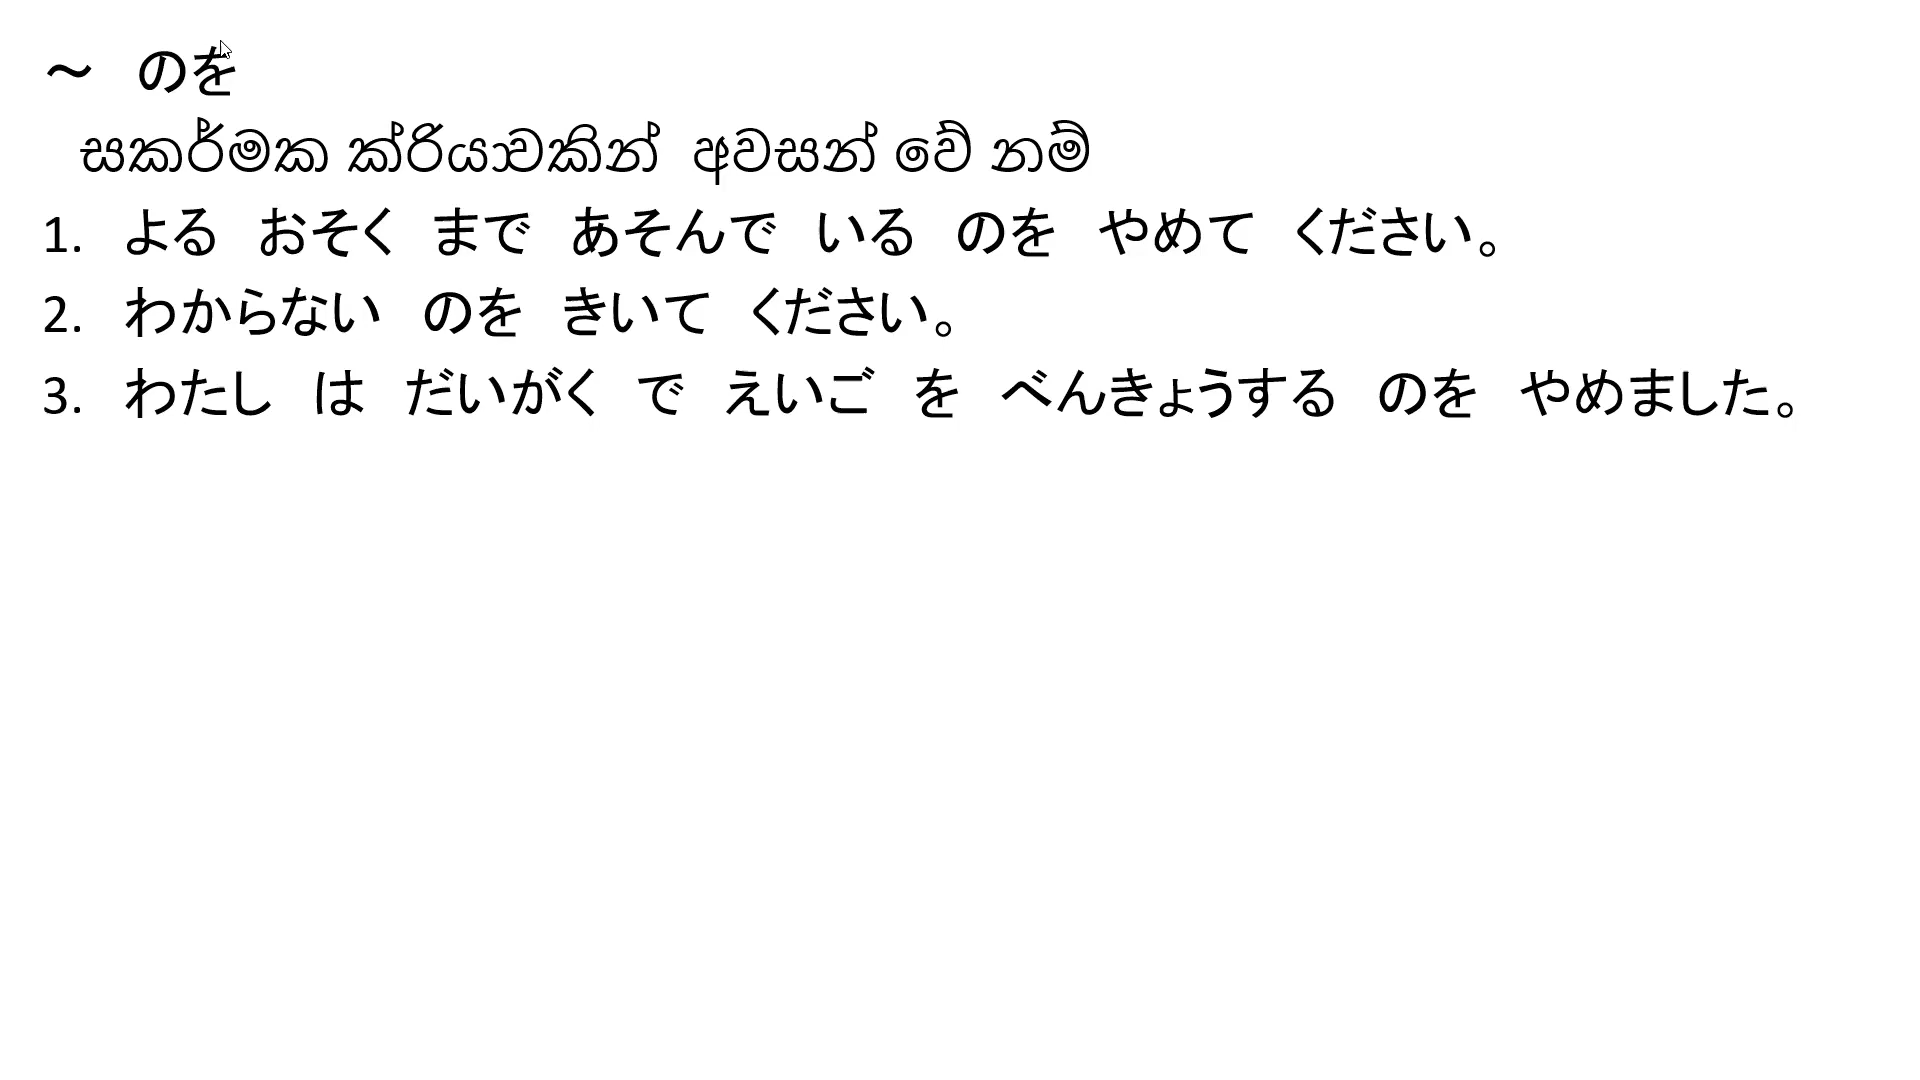 ～　のを
සකර්මක ක්රියාවකින් අවසන් වේ නම්
1. よる　おそく　まで　あそんで　いる　のを　やめて　ください。
2. わからない　のを　きいて　ください。
3. わたし　は　だいがく　で　えいご　を　べんきょうする　のを　やめました。